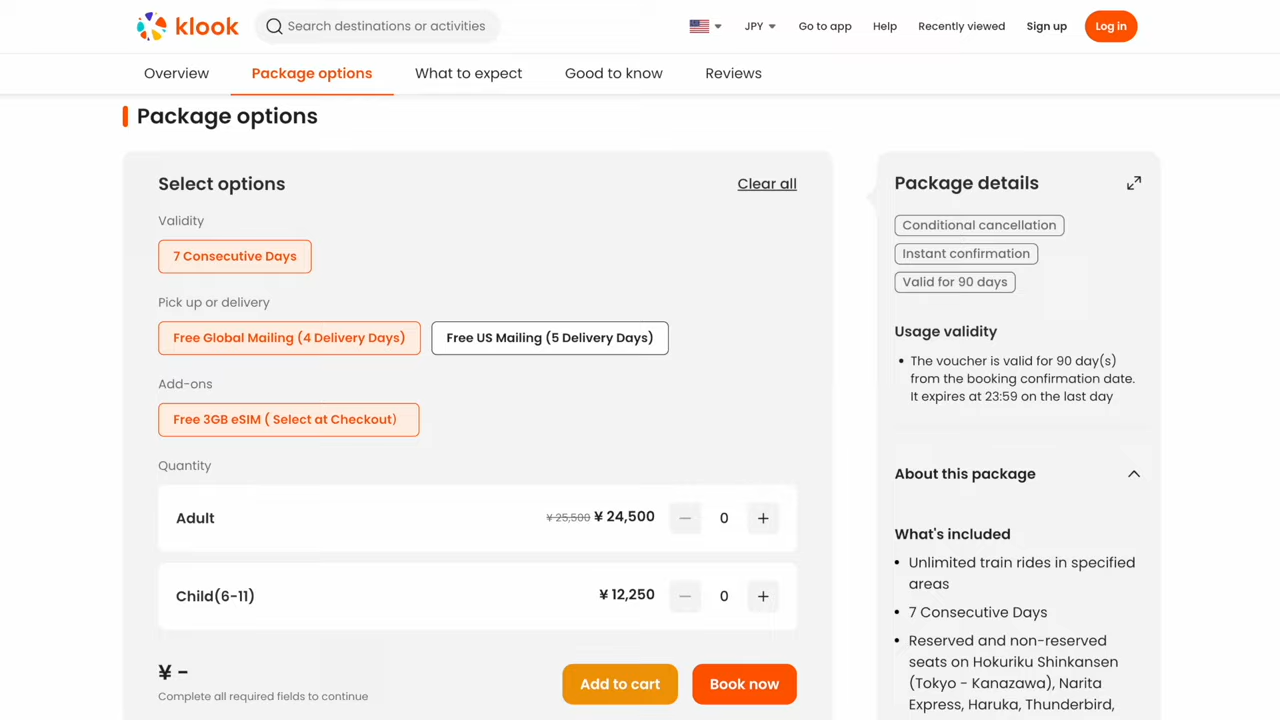 klook
Search destinations or activities
JPY
Go to app
Help
Recently viewed
Sign up
Log in
Overview
Package options
What to expect
Good to know
Reviews
Package options
Select options
Clear all
Validity
7 Consecutive Days
Pick up or delivery
Free Global Mailing (4 Delivery Days)
Free US Mailing (5 Delivery Days)
Add-ons
Free 3GB eSIM ( Select at Checkout)
Quantity
Adult
¥ 25,500 ¥ 24,500
− 0 +
Child(6-11)
¥ 12,250
− 0 +
¥ -
Complete all required fields to continue
Add to cart
Book now
Package details
Conditional cancellation
Instant confirmation
Valid for 90 days
Usage validity
• The voucher is valid for 90 day(s)
from the booking confirmation date.
It expires at 23:59 on the last day
About this package
What's included
• Unlimited train rides in specified
areas
• 7 Consecutive Days
• Reserved and non-reserved
seats on Hokuriku Shinkansen
(Tokyo - Kanazawa), Narita
Express, Haruka, Thunderbird,